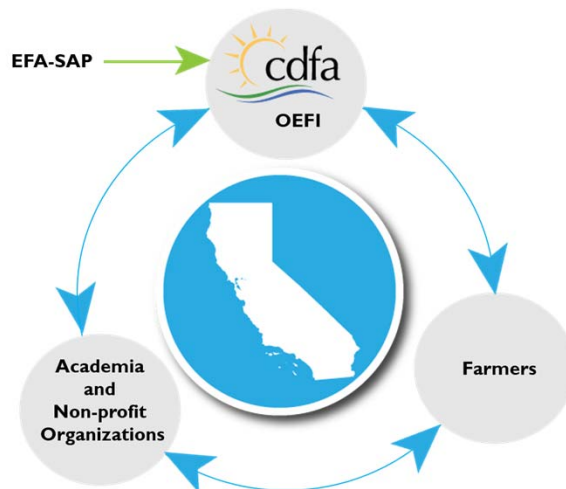 EFA-SAP
cdfa
OEFI
Academia
and
Non-profit
Organizations
Farmers